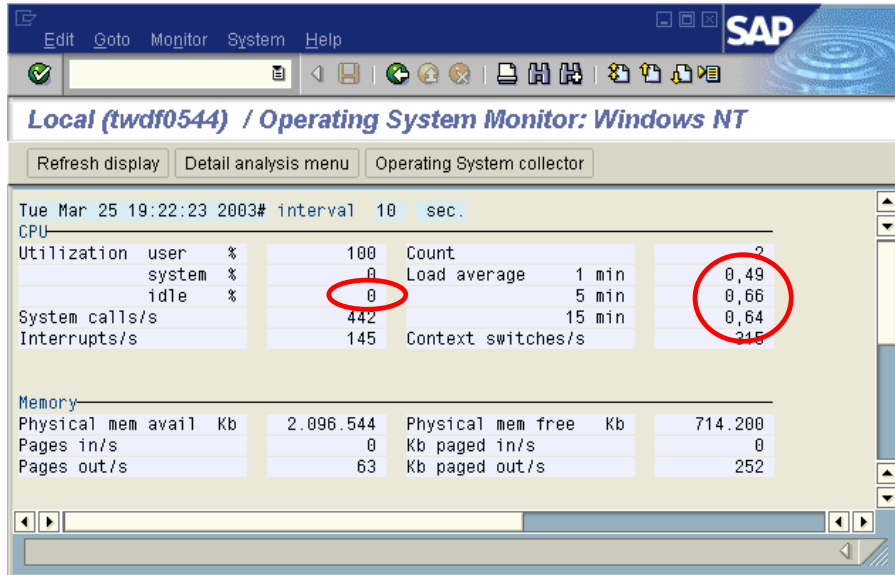 Edit Goto Monitor System Help
SAP
Local (twdf0544) / Operating System Monitor: Windows NT
Refresh display Detail analysis menu Operating System collector
Tue Mar 25 19:22:23 2003# interval 10 sec.
CPU
Utilization user % 100 Count 2
system % 0 Load average 1 min 0,49
idle % 0 5 min 0,66
System calls/s 442 15 min 0,64
Interrupts/s 145 Context switches/s 315
Memory
Physical mem avail Kb 2.096.544 Physical mem free Kb 714.200
Pages in/s 0 Kb paged in/s 0
Pages out/s 63 Kb paged out/s 252